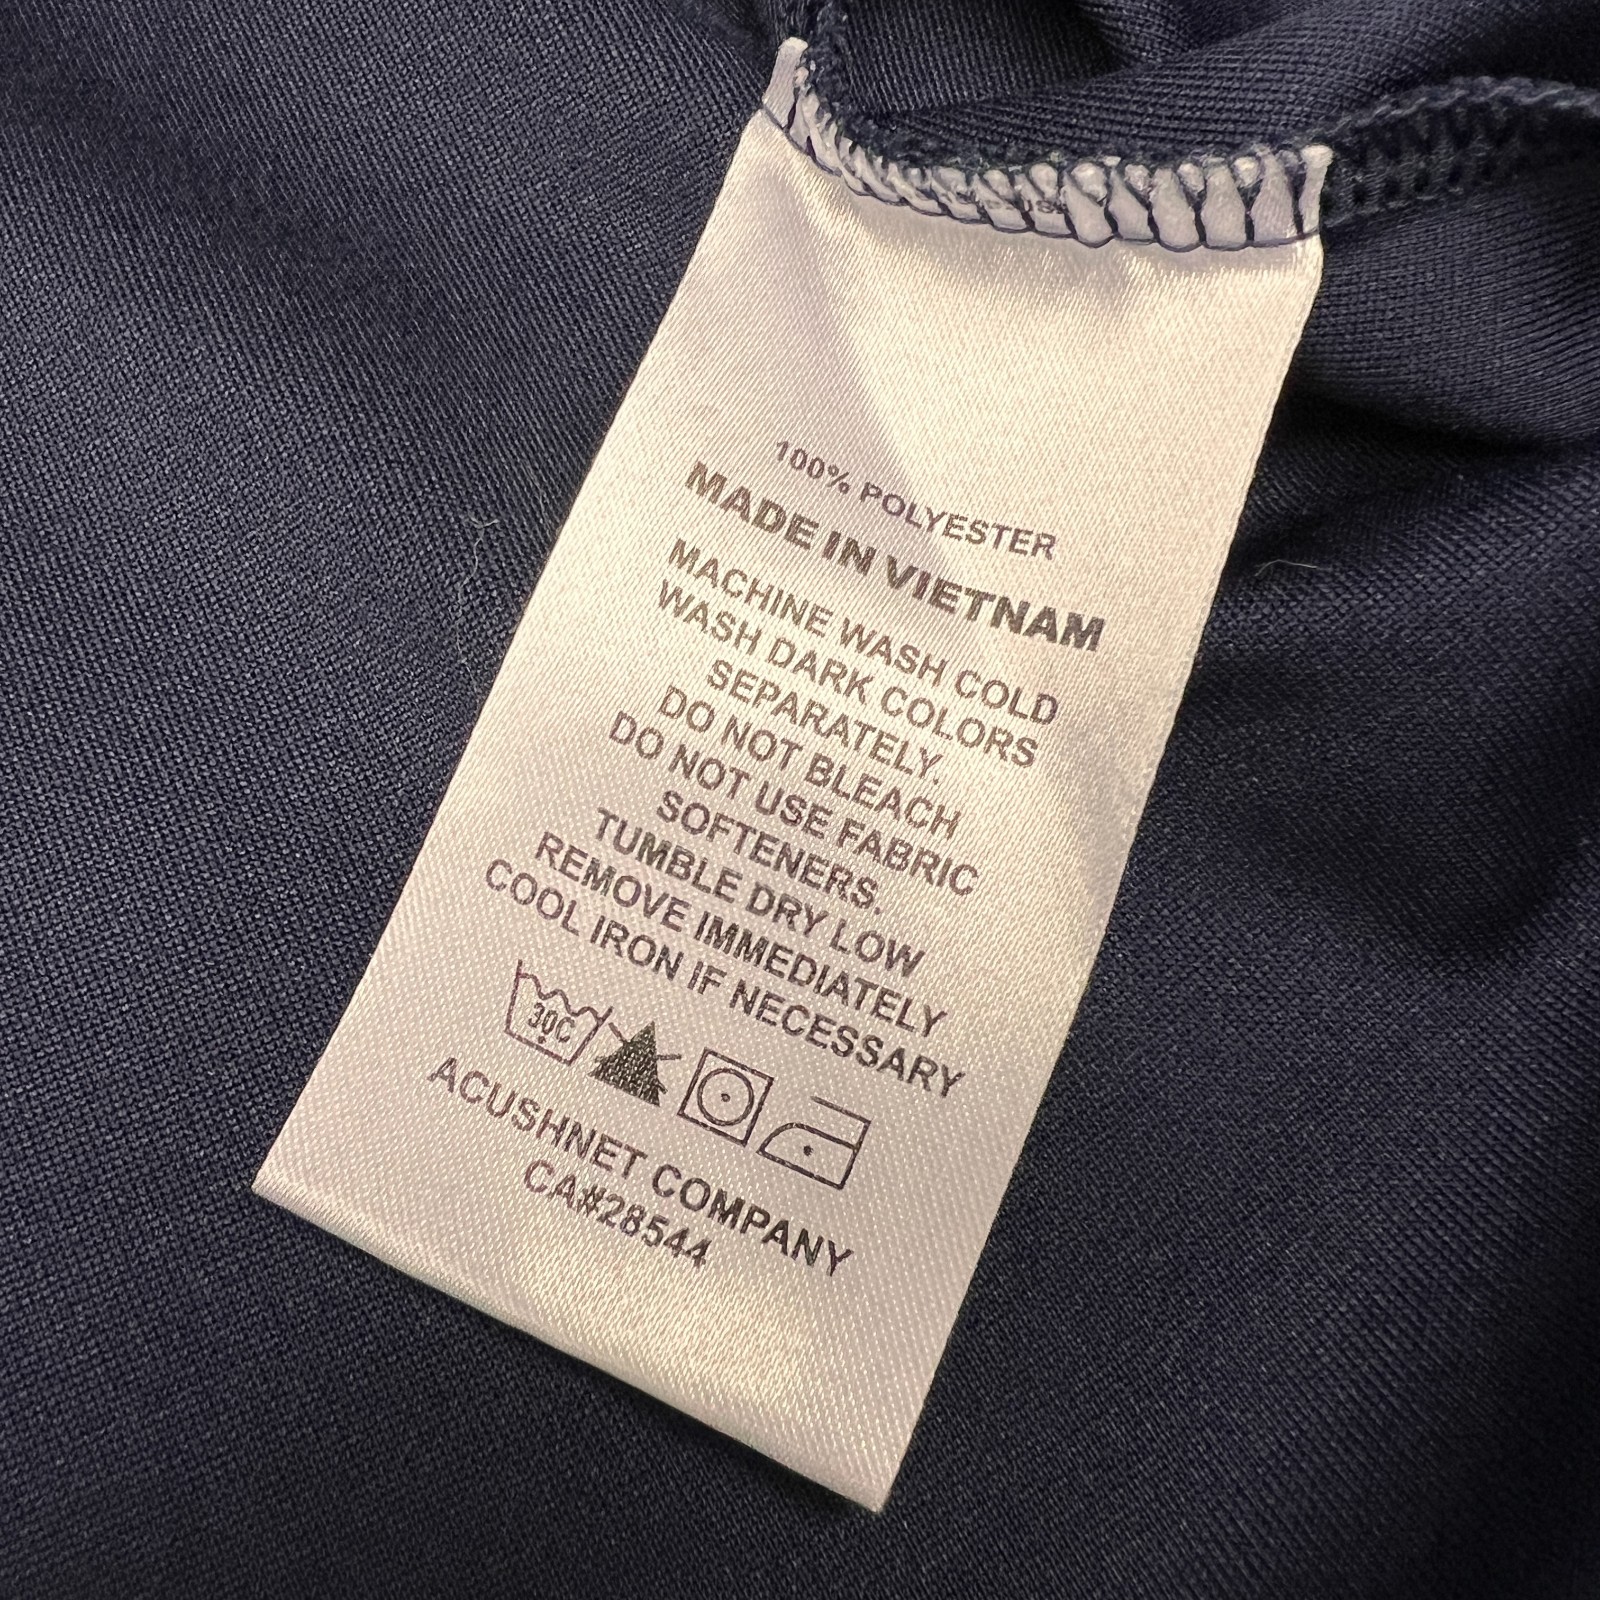 100% POLYESTER
MADE IN VIETNAM
MACHINE WASH COLD
WASH DARK COLORS
SEPARATELY.
DO NOT BLEACH
DO NOT USE FABRIC
SOFTENERS.
TUMBLE DRY LOW
REMOVE IMMEDIATELY
COOL IRON IF NECESSARY
30C
ACUSHNET COMPANY
CA#28544